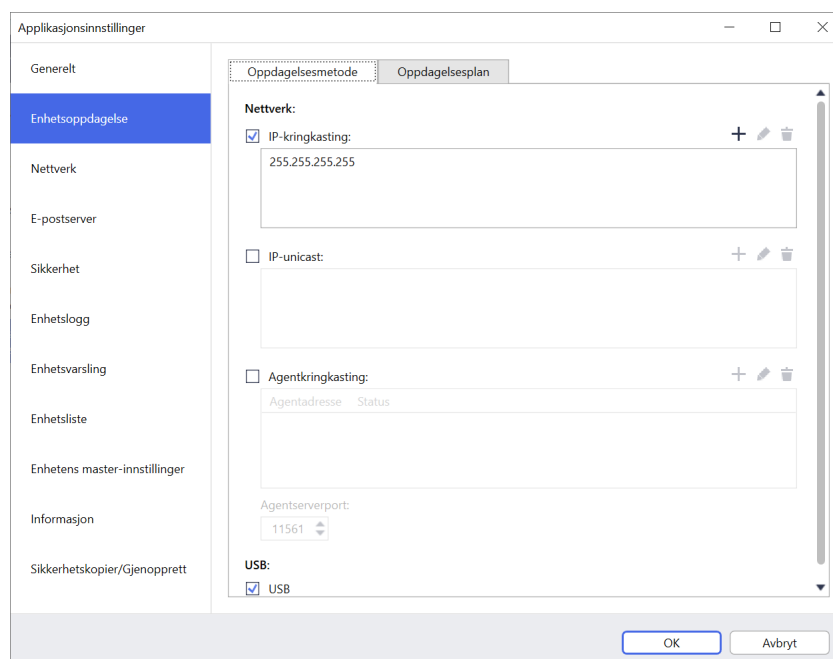 Applikasjonsinnstillinger
Generelt
Enhetsoppdagelse
Nettverk
E-postserver
Sikkerhet
Enhetslogg
Enhetsvarsling
Enhetsliste
Enhetens master-innstillinger
Informasjon
Sikkerhetskopier/Gjenopprett
Oppdagelsesmetode Oppdagelsesplan
Nettverk:
IP-kringkasting:
255.255.255.255
IP-unicast:
Agentkringkasting:
Agentadresse Status
Agentserverport:
11561
USB:
USB
OK Avbryt